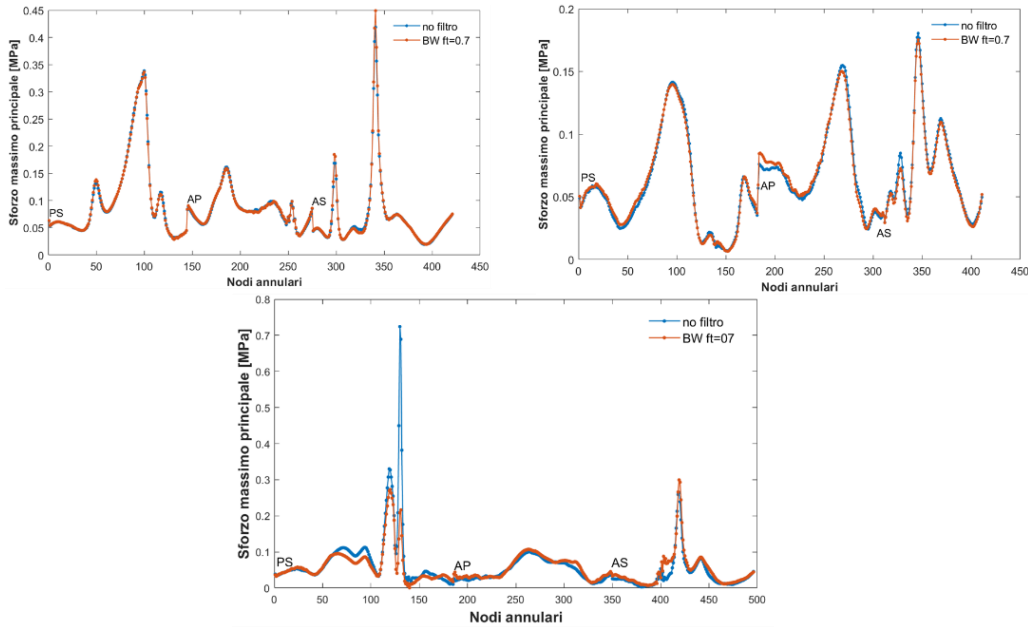 Sforzo massimo principale [MPa]
0.45
0.4
0.35
0.3
0.25
0.2
0.15
0.1
0.05
0
no filtro
BW ft=0.7
PS
AP
AS
0 50 100 150 200 250 300 350 400 450
Nodi annulari
Sforzo massimo principale [MPa]
0.2
0.15
0.1
0.05
0
no filtro
BW ft=0.7
PS
AP
AS
0 50 100 150 200 250 300 350 400 450
Nodi annulari
Sforzo massimo principale [MPa]
0.8
0.7
0.6
0.5
0.4
0.3
0.2
0.1
0
no filtro
BW ft=07
PS
AP
AS
0 50 100 150 200 250 300 350 400 450 500
Nodi annulari